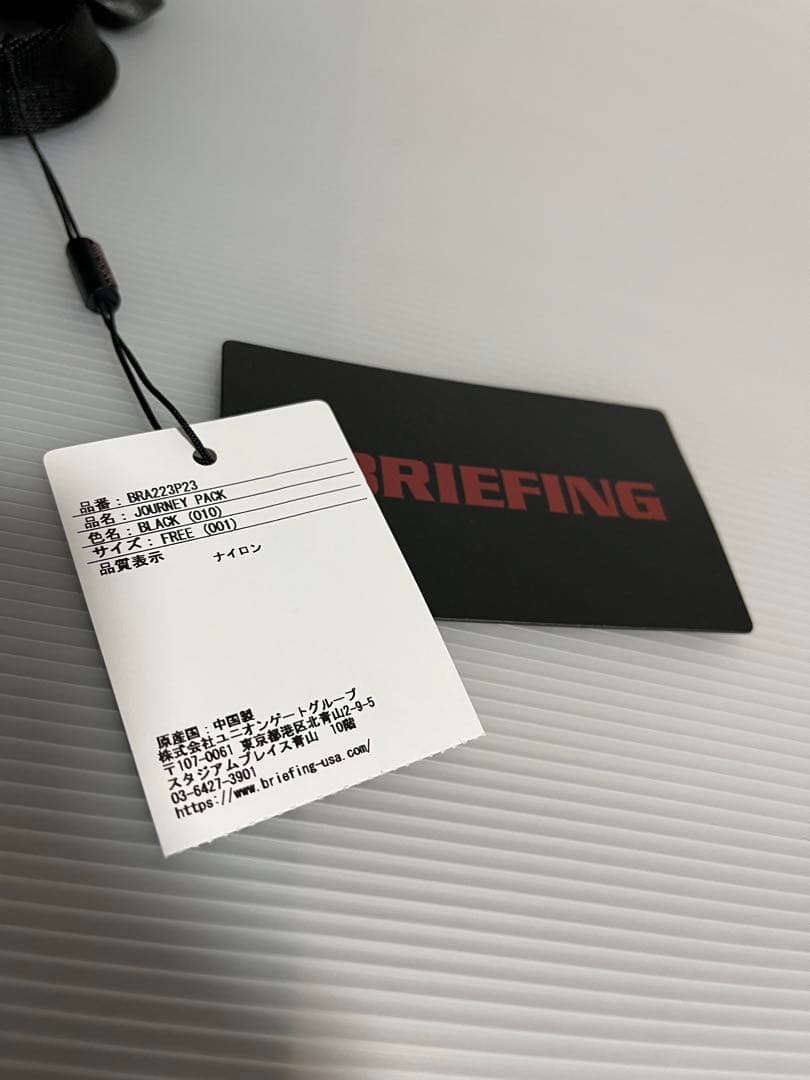 品番：BRA223P23
品名：JOURNEY PACK
色名：BLACK (010)
サイズ：FREE (001)
品質表示 ナイロン
原産国：中国製
株式会社ユニオンゲートグループ
〒107-0061 東京都港区北青山2-9-5
スタジアムプレイス青山 10階
03-6427-3901
https://www.briefing-usa.com/
BRIEFING